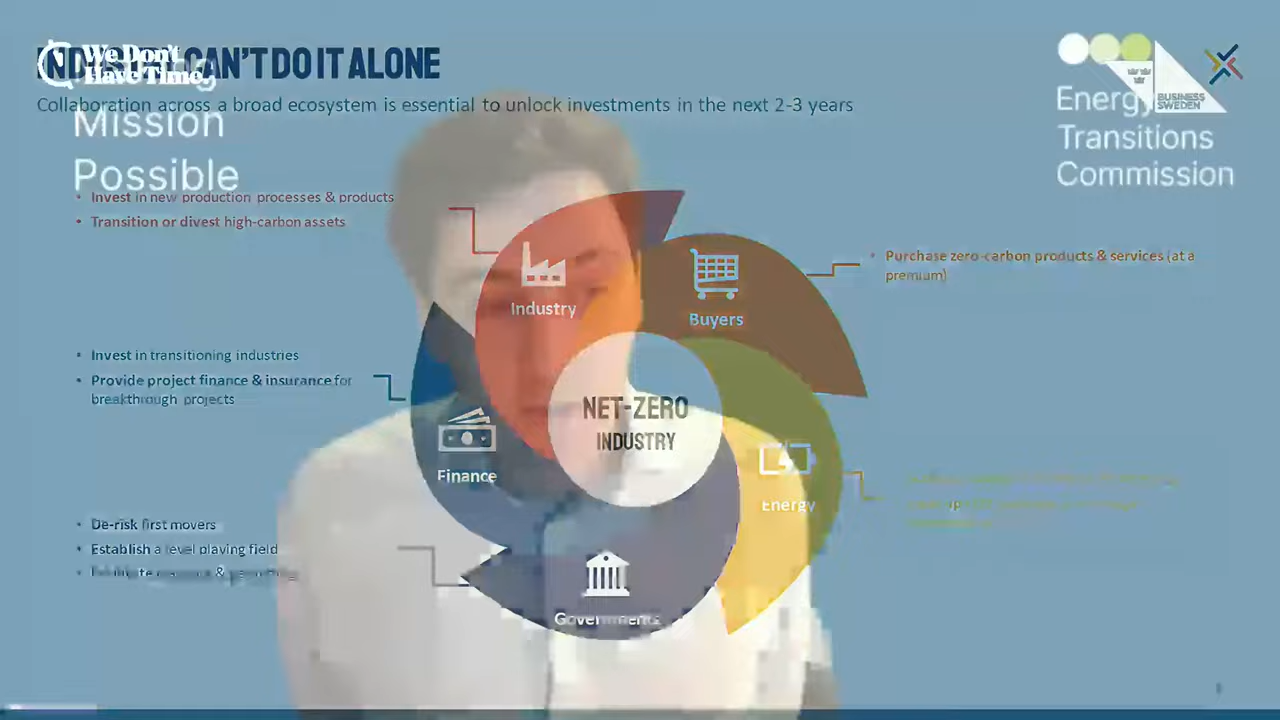 We Don't
Have Time.
INDUSTRY CAN'T DO IT ALONE
Collaboration across a broad ecosystem is essential to unlock investments in the next 2-3 years
Mission
Possible
BUSINESS
SWEDEN
Energy
Transitions
Commission
• Invest in new production processes & products
• Transition or divest high-carbon assets
Industry
Buyers
• Purchase zero-carbon products & services (at a
premium)
• Invest in transitioning industries
• Provide project finance & insurance for
breakthrough projects
NET-ZERO
INDUSTRY
Finance
Energy
• De-risk first movers
• Establish a level playing field
Governments